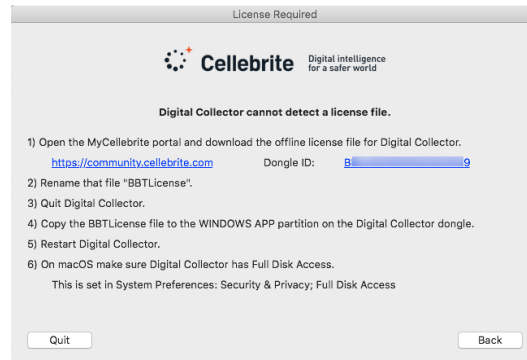 License Required
Cellebrite
Digital intelligence
for a safer world
Digital Collector cannot detect a license file.
1) Open the MyCellebrite portal and download the offline license file for Digital Collector.
https://community.cellebrite.com Dongle ID: B 9
2) Rename that file "BBTLicense".
3) Quit Digital Collector.
4) Copy the BBTLicense file to the WINDOWS APP partition on the Digital Collector dongle.
5) Restart Digital Collector.
6) On macOS make sure Digital Collector has Full Disk Access.
This is set in System Preferences: Security & Privacy; Full Disk Access
Quit Back